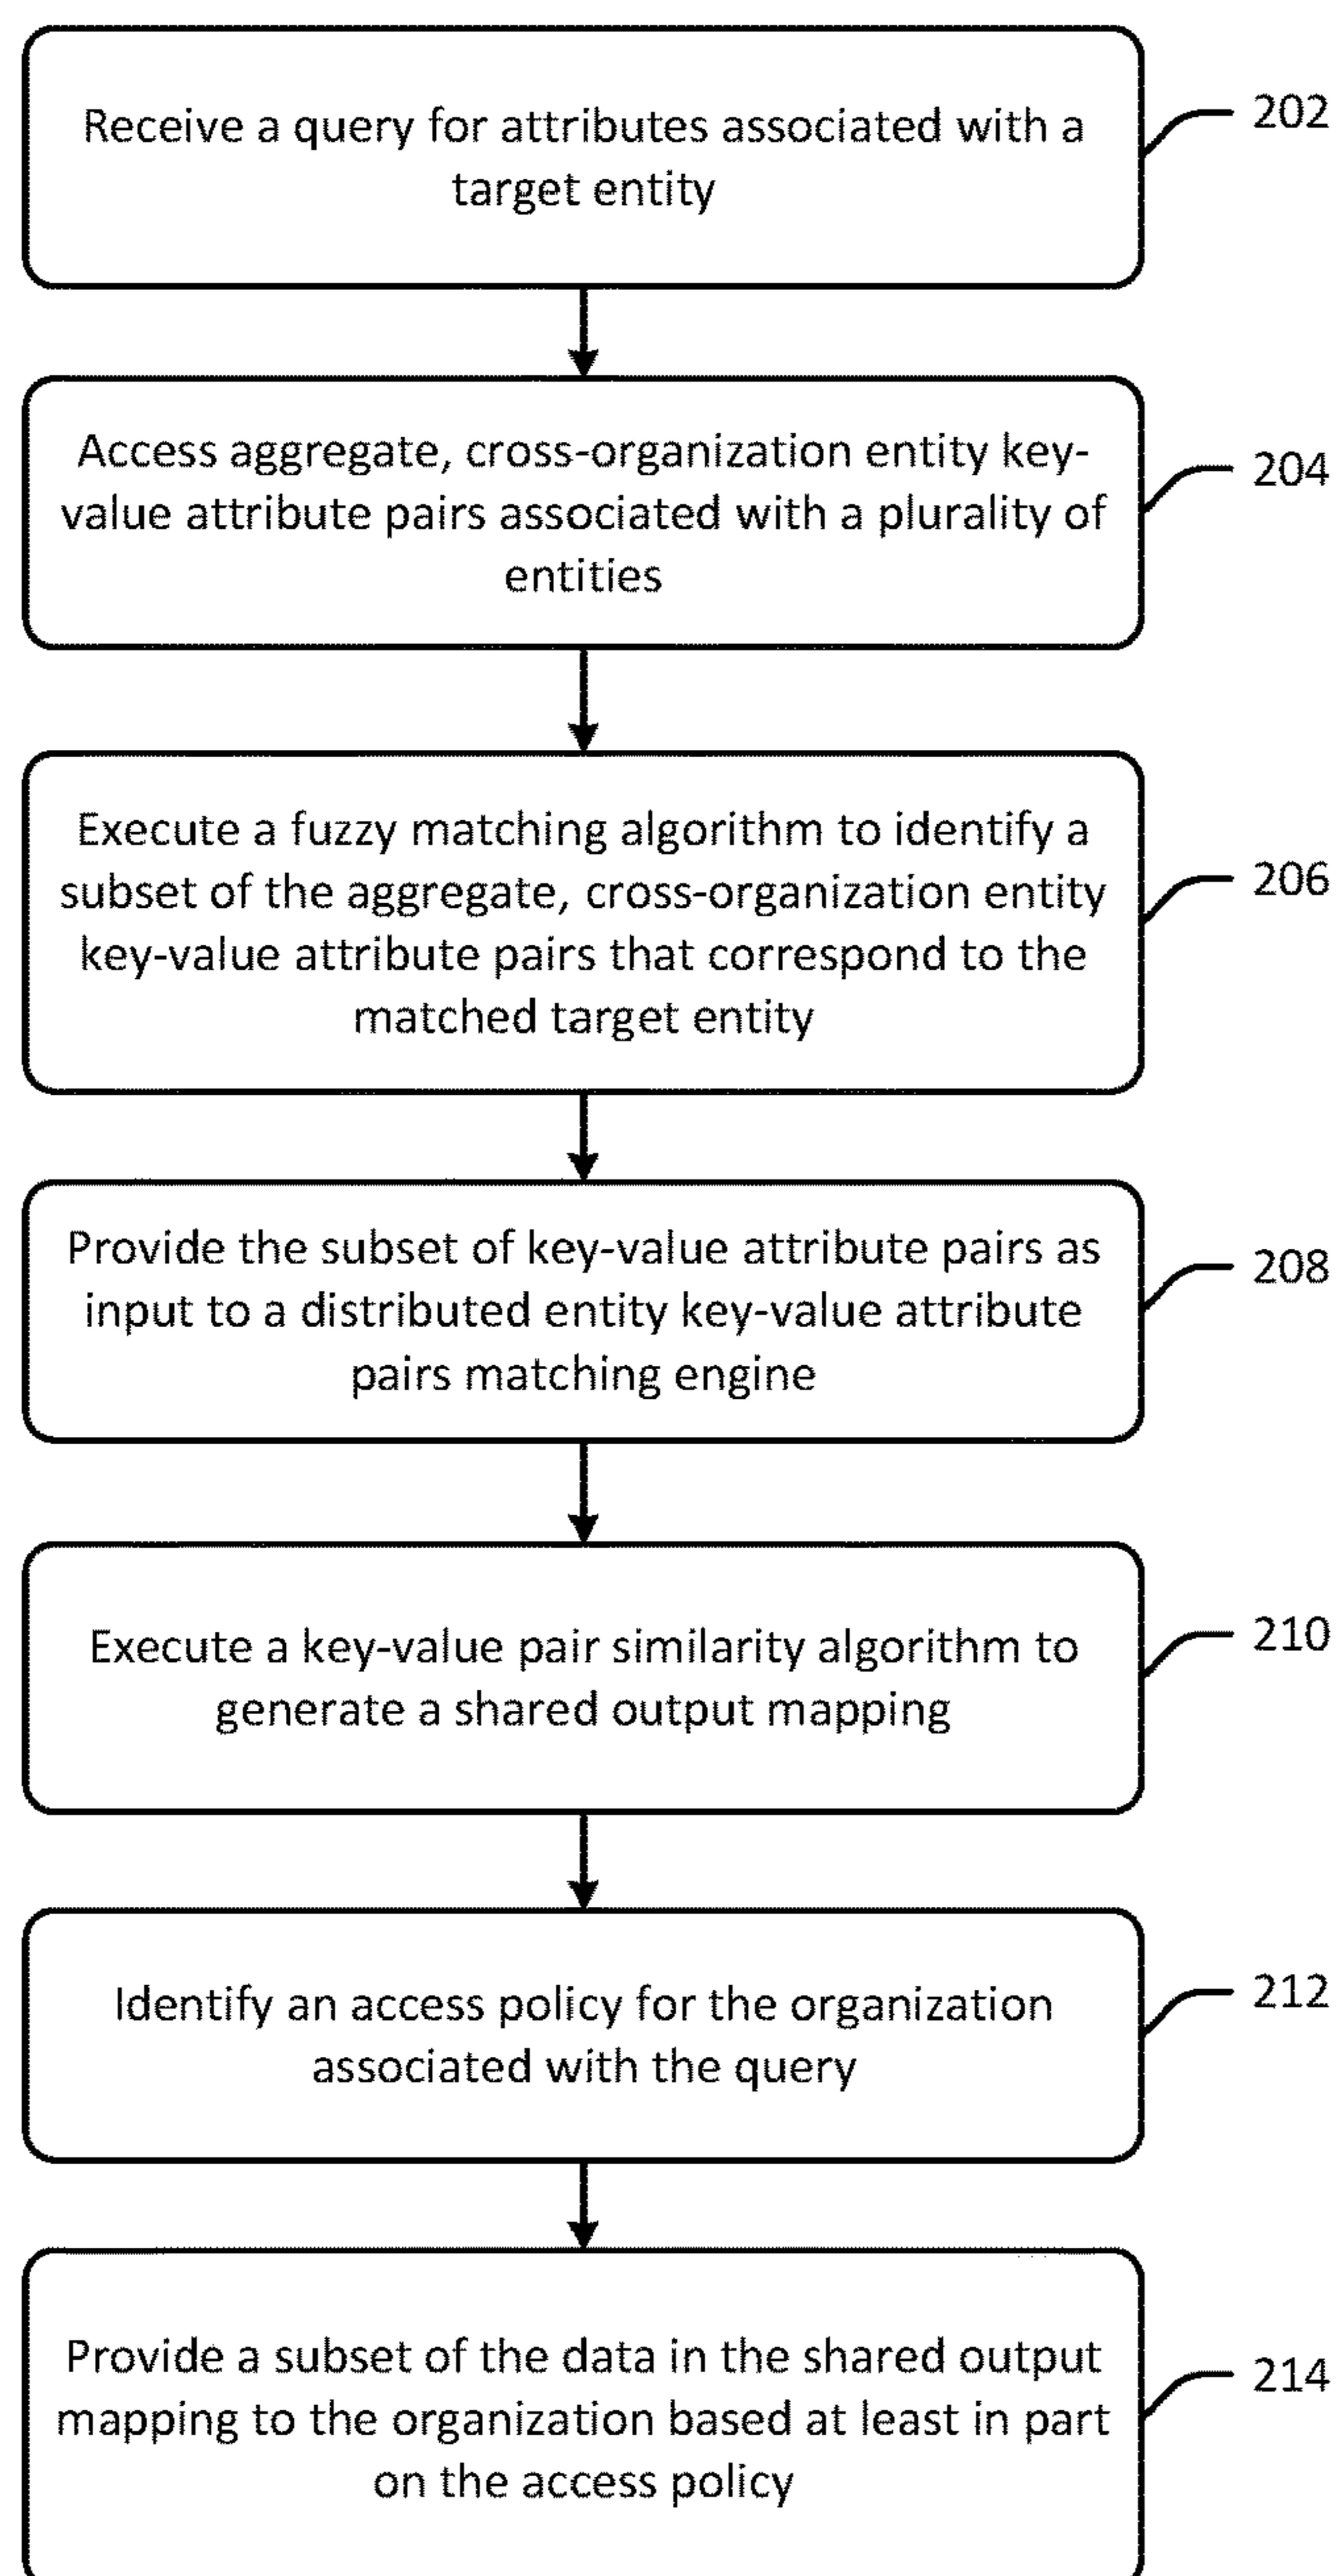 Receive a query for attributes associated with a
target entity
202
Access aggregate, cross-organization entity key-
value attribute pairs associated with a plurality of
entities
204
Execute a fuzzy matching algorithm to identify a
subset of the aggregate, cross-organization entity
key-value attribute pairs that correspond to the
matched target entity
206
Provide the subset of key-value attribute pairs as
input to a distributed entity key-value attribute
pairs matching engine
208
Execute a key-value pair similarity algorithm to
generate a shared output mapping
210
Identify an access policy for the organization
associated with the query
212
Provide a subset of the data in the shared output
mapping to the organization based at least in part
on the access policy
214